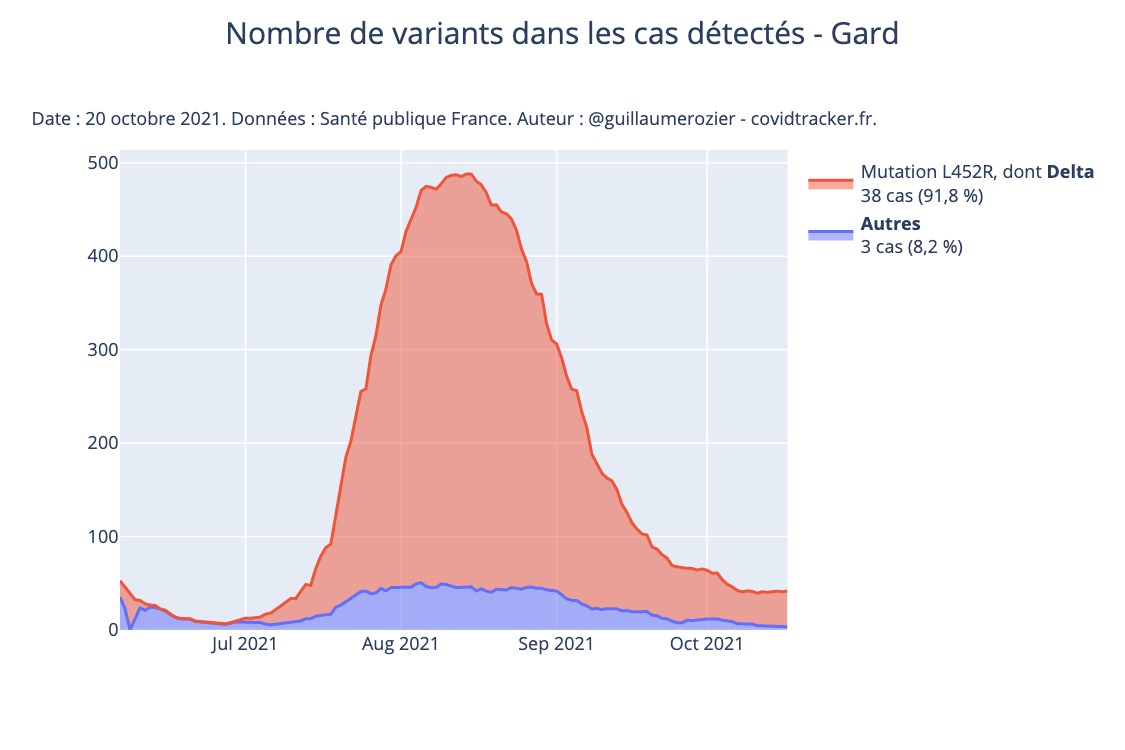 Nombre de variants dans les cas détectés - Gard
Date : 20 octobre 2021. Données : Santé publique France. Auteur : @guillaumerozier - covidtracker.fr.
500
400
300
200
100
0
Jul 2021
Aug 2021
Sep 2021
Oct 2021
Mutation L452R, dont Delta
38 cas (91,8 %)
Autres
3 cas (8,2 %)